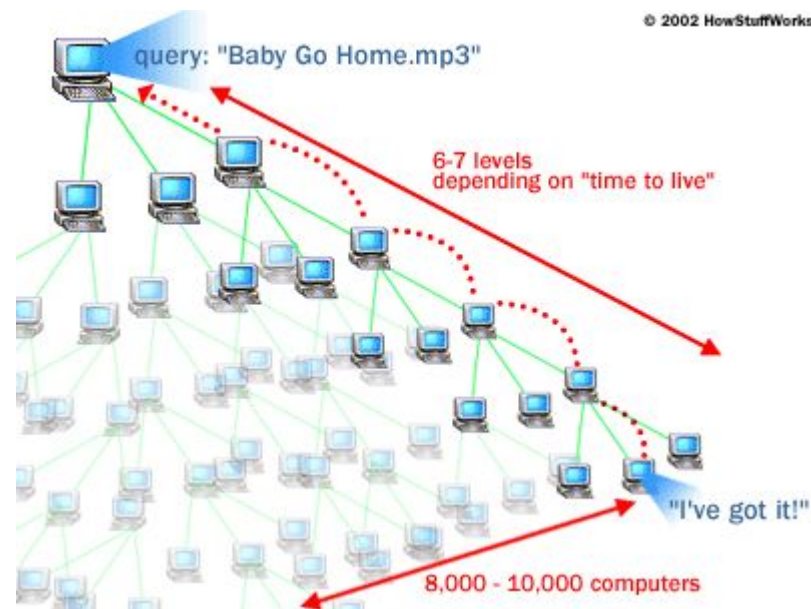 © 2002 HowStuffWorks
query: "Baby Go Home.mp3"
6-7 levels
depending on "time to live"
"I've got it!"
8,000 - 10,000 computers